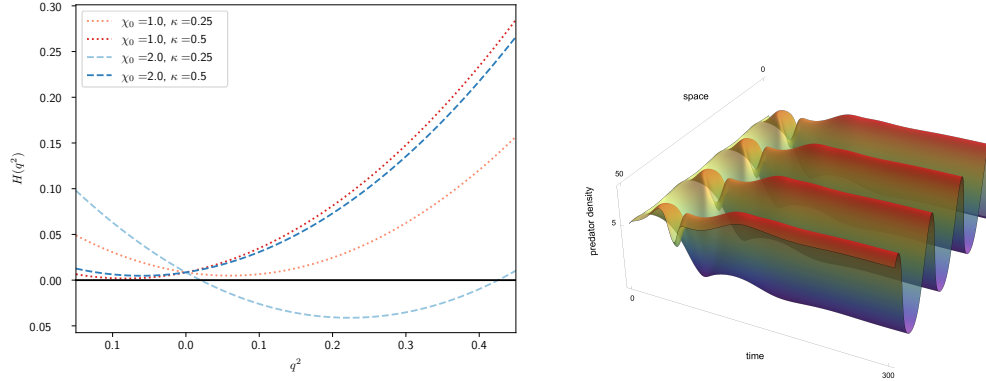 0.30
0.25
0.20
0.15
0.10
0.05
0.00
0.05
H(q²)
χ₀ =1.0, κ =0.25
χ₀ =1.0, κ =0.5
χ₀ =2.0, κ =0.25
χ₀ =2.0, κ =0.5
0.1 0.0 0.1 0.2 0.3 0.4
q²
0
space
50
5
predator density
0
time
300